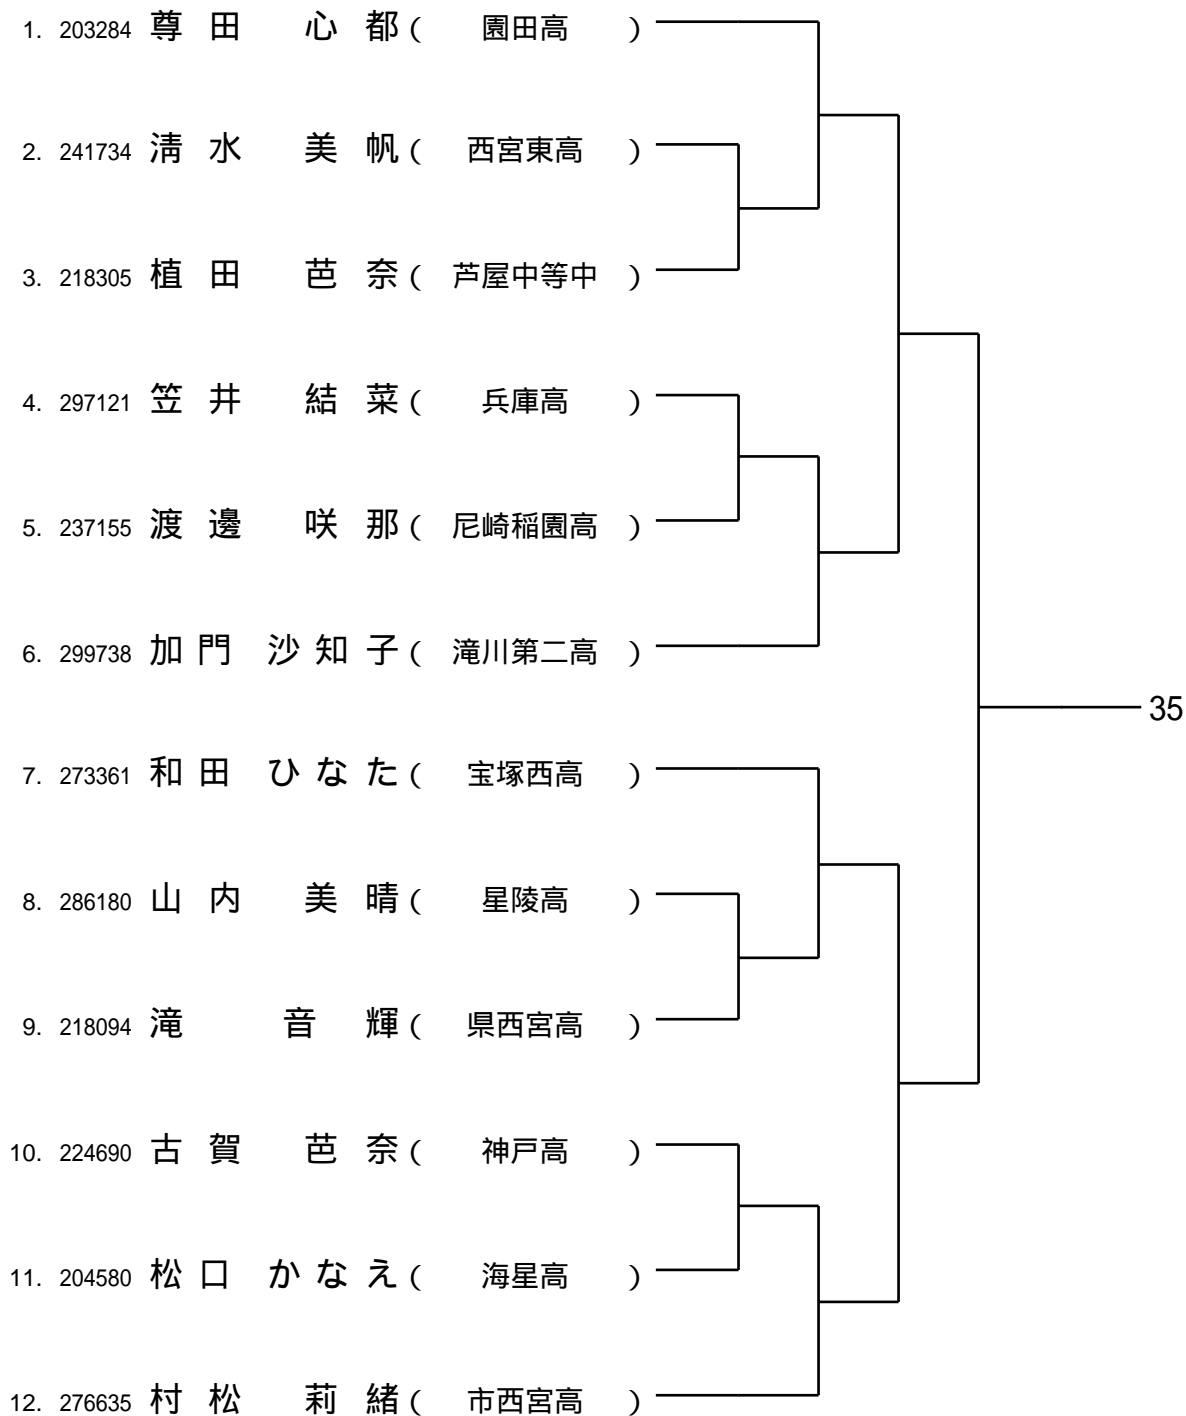 1. 203284 尊田 心都 ( 園田高 )
2. 241734 淸水 美帆 ( 西宮東高 )
3. 218305 植田 芭奈 ( 芦屋中等中 )
4. 297121 笠井 結菜 ( 兵庫高 )
5. 237155 渡邊 咲那 ( 尼崎稲園高 )
6. 299738 加門 沙知子 ( 滝川第二高 )
35
7. 273361 和田 ひなた ( 宝塚西高 )
8. 286180 山内 美晴 ( 星陵高 )
9. 218094 滝 音輝 ( 県西宮高 )
10. 224690 古賀 芭奈 ( 神戸高 )
11. 204580 松口 かなえ ( 海星高 )
12. 276635 村松 莉緒 ( 市西宮高 )